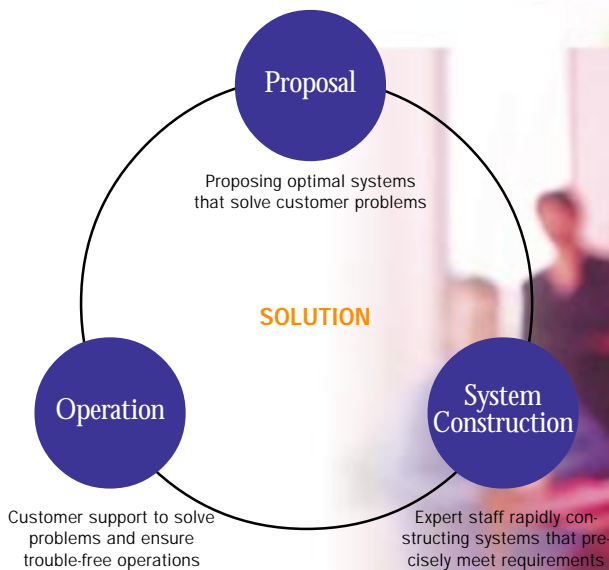 Proposal
Proposing optimal systems
that solve customer problems
SOLUTION
Operation
System
Construction
Customer support to solve
problems and ensure
trouble-free operations
Expert staff rapidly con-
structing systems that pre-
cisely meet requirements